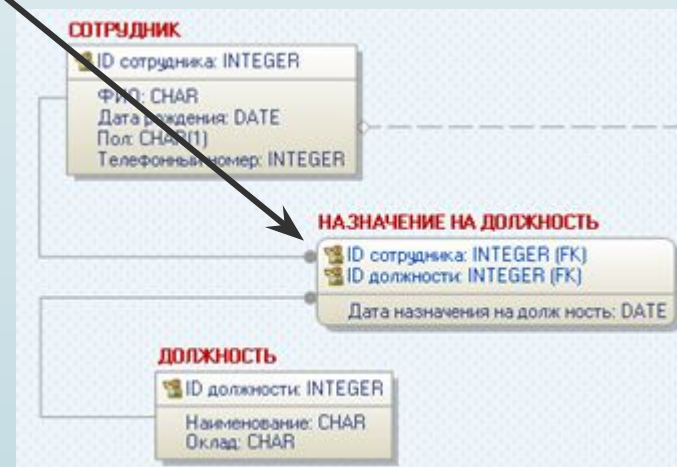 СОТРУДНИК
ID сотрудника: INTEGER
ФИО: CHAR
Дата рождения: DATE
Пол: CHAR(1)
Телефонный номер: INTEGER
НАЗНАЧЕНИЕ НА ДОЛЖНОСТЬ
ID сотрудника: INTEGER (FK)
ID должности: INTEGER (FK)
Дата назначения на долж ность: DATE
ДОЛЖНОСТЬ
ID должности: INTEGER
Наименование: CHAR
Оклад: CHAR